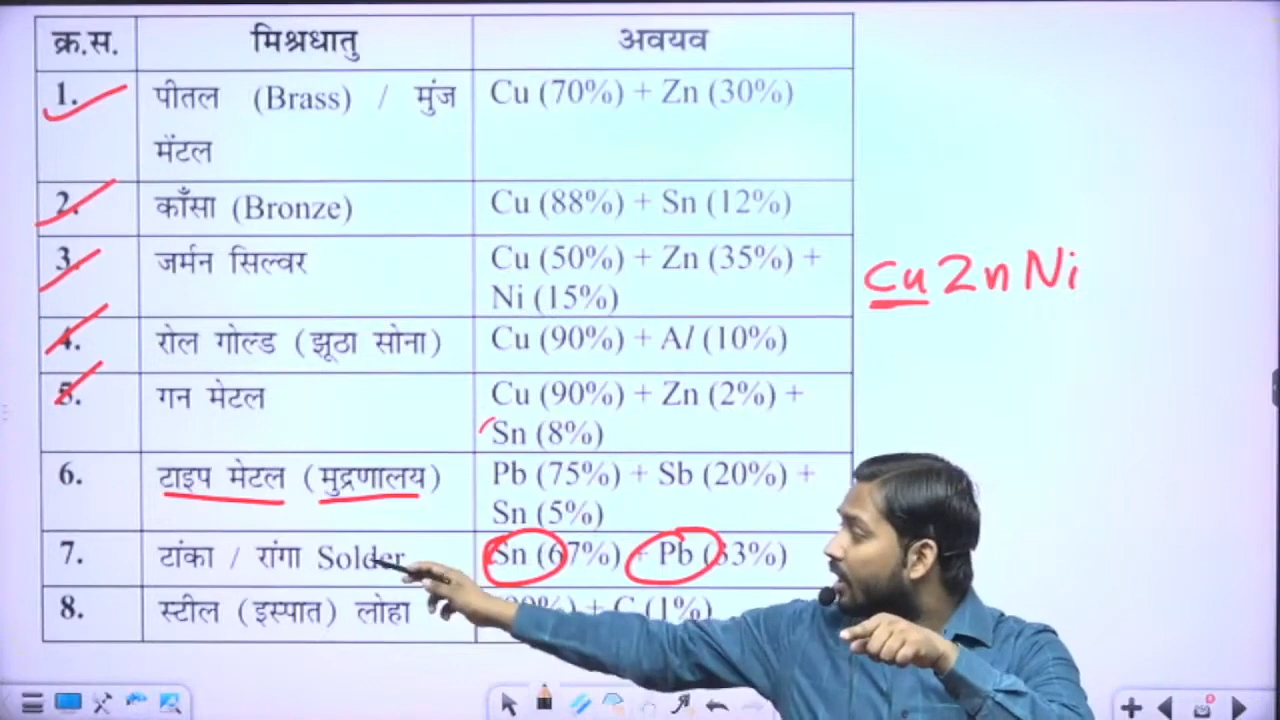 क्र.स. मिश्रधातु अवयव
1. पीतल (Brass) / मुंज मेंटल Cu (70%) + Zn (30%)
2. काँसा (Bronze) Cu (88%) + Sn (12%)
3. जर्मन सिल्वर Cu (50%) + Zn (35%) +
Ni (15%)
Cu Zn Ni
4. रोल गोल्ड (झूठा सोना) Cu (90%) + Al (10%)
5. गन मेटल Cu (90%) + Zn (2%) +
Sn (8%)
6. टाइप मेटल (मुद्रणालय) Pb (75%) + Sb (20%) +
Sn (5%)
7. टांका / रांगा Solder Sn (67%) + Pb (33%)
8. स्टील (इस्पात) लोहा + C (1%)